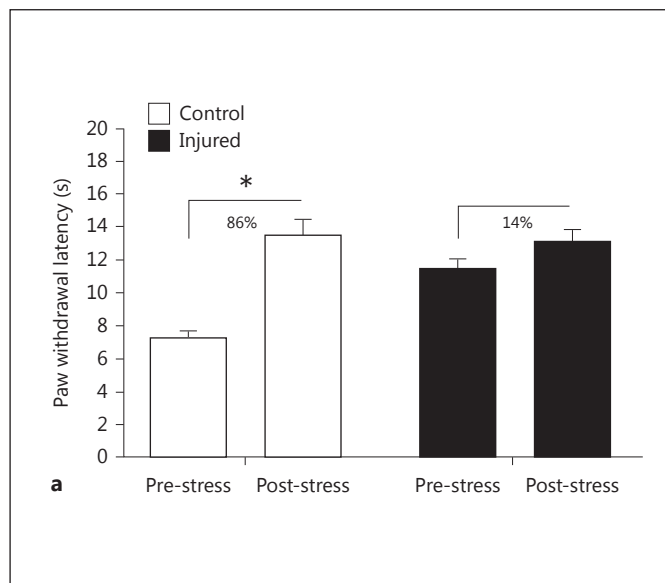 Control
Injured
Paw withdrawal latency (s)
20
18
16
14
12
10
8
6
4
2
0
*
86%
14%
Pre-stress Post-stress Pre-stress Post-stress
a